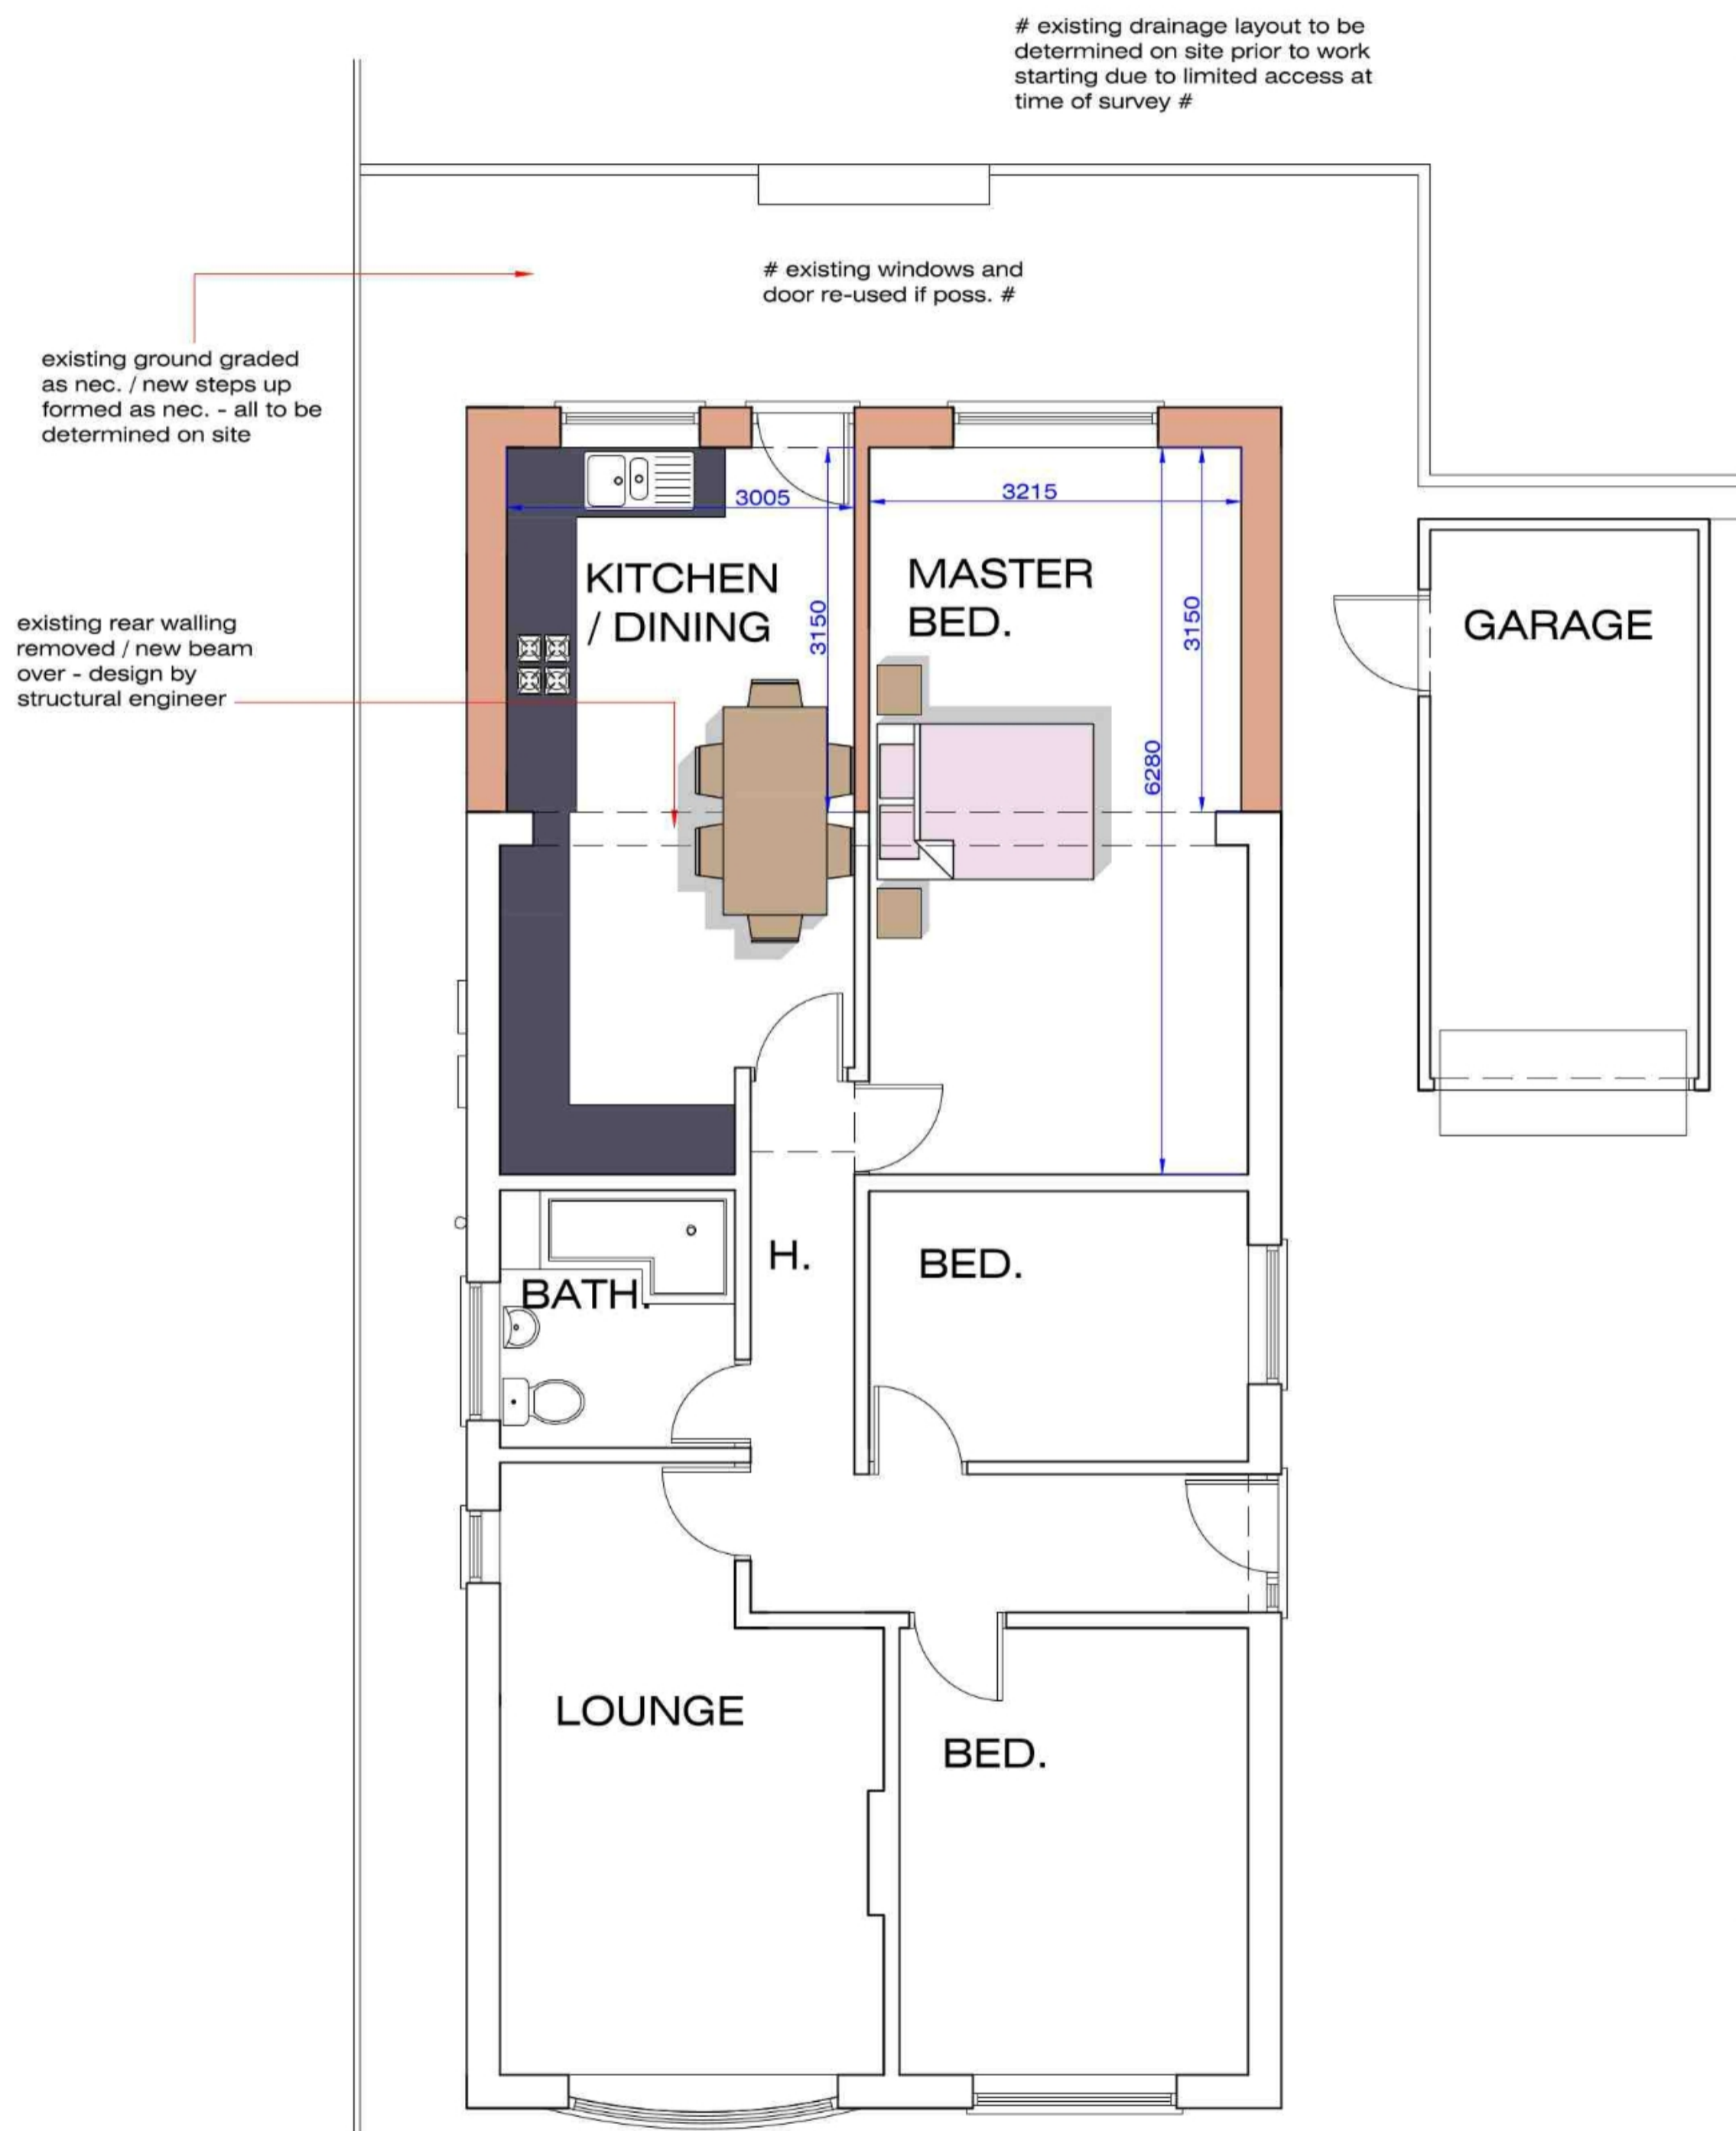 # existing drainage layout to be
determined on site prior to work
starting due to limited access at
time of survey #
# existing windows and
door re-used if poss. #
existing ground graded
as nec. / new steps up
formed as nec. - all to be
determined on site
3005
3215
KITCHEN
/ DINING
MASTER
BED.
3150
3150
GARAGE
existing rear walling
removed / new beam
over - design by
structural engineer
6280
H.
BED.
BATH.
LOUNGE
BED.